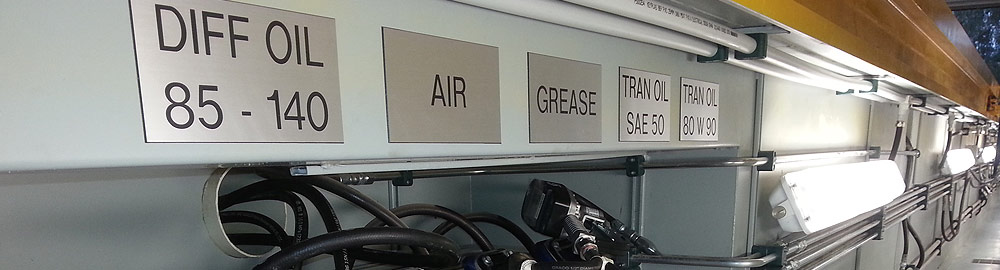 DIFF OIL
85 - 140
AIR
GREASE
TRAN OIL
SAE 50
TRAN OIL
80 W 90